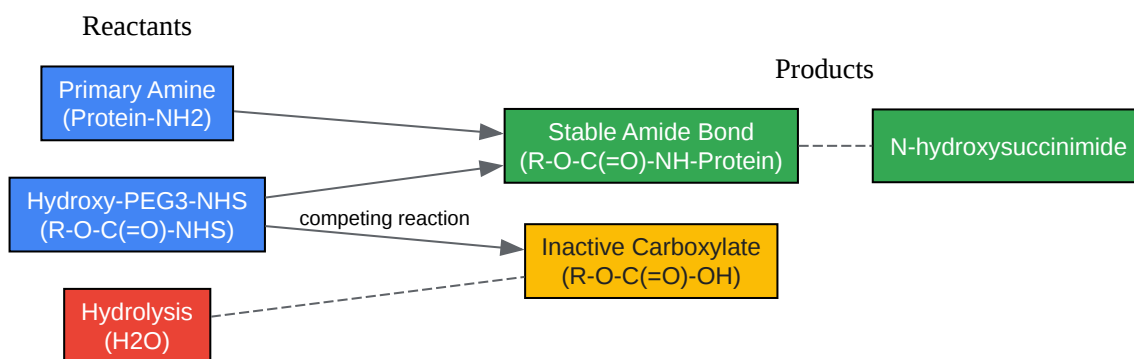 Reactants
Products
Primary Amine
(Protein-NH2)
Stable Amide Bond
(R-O-C(=O)-NH-Protein)
N-hydroxysuccinimide
Hydroxy-PEG3-NHS
(R-O-C(=O)-NHS)
competing reaction
Inactive Carboxylate
(R-O-C(=O)-OH)
Hydrolysis
(H2O)